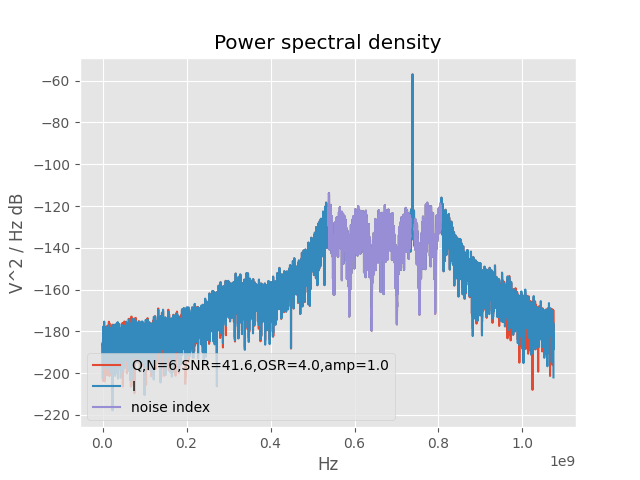 Power spectral density
V^2 / Hz dB
−60
−80
−100
−120
−140
−160
−180
−200
−220
Q,N=6,SNR=41.6,OSR=4.0,amp=1.0
I
noise index
0.0 0.2 0.4 0.6 0.8 1.0
1e9
Hz